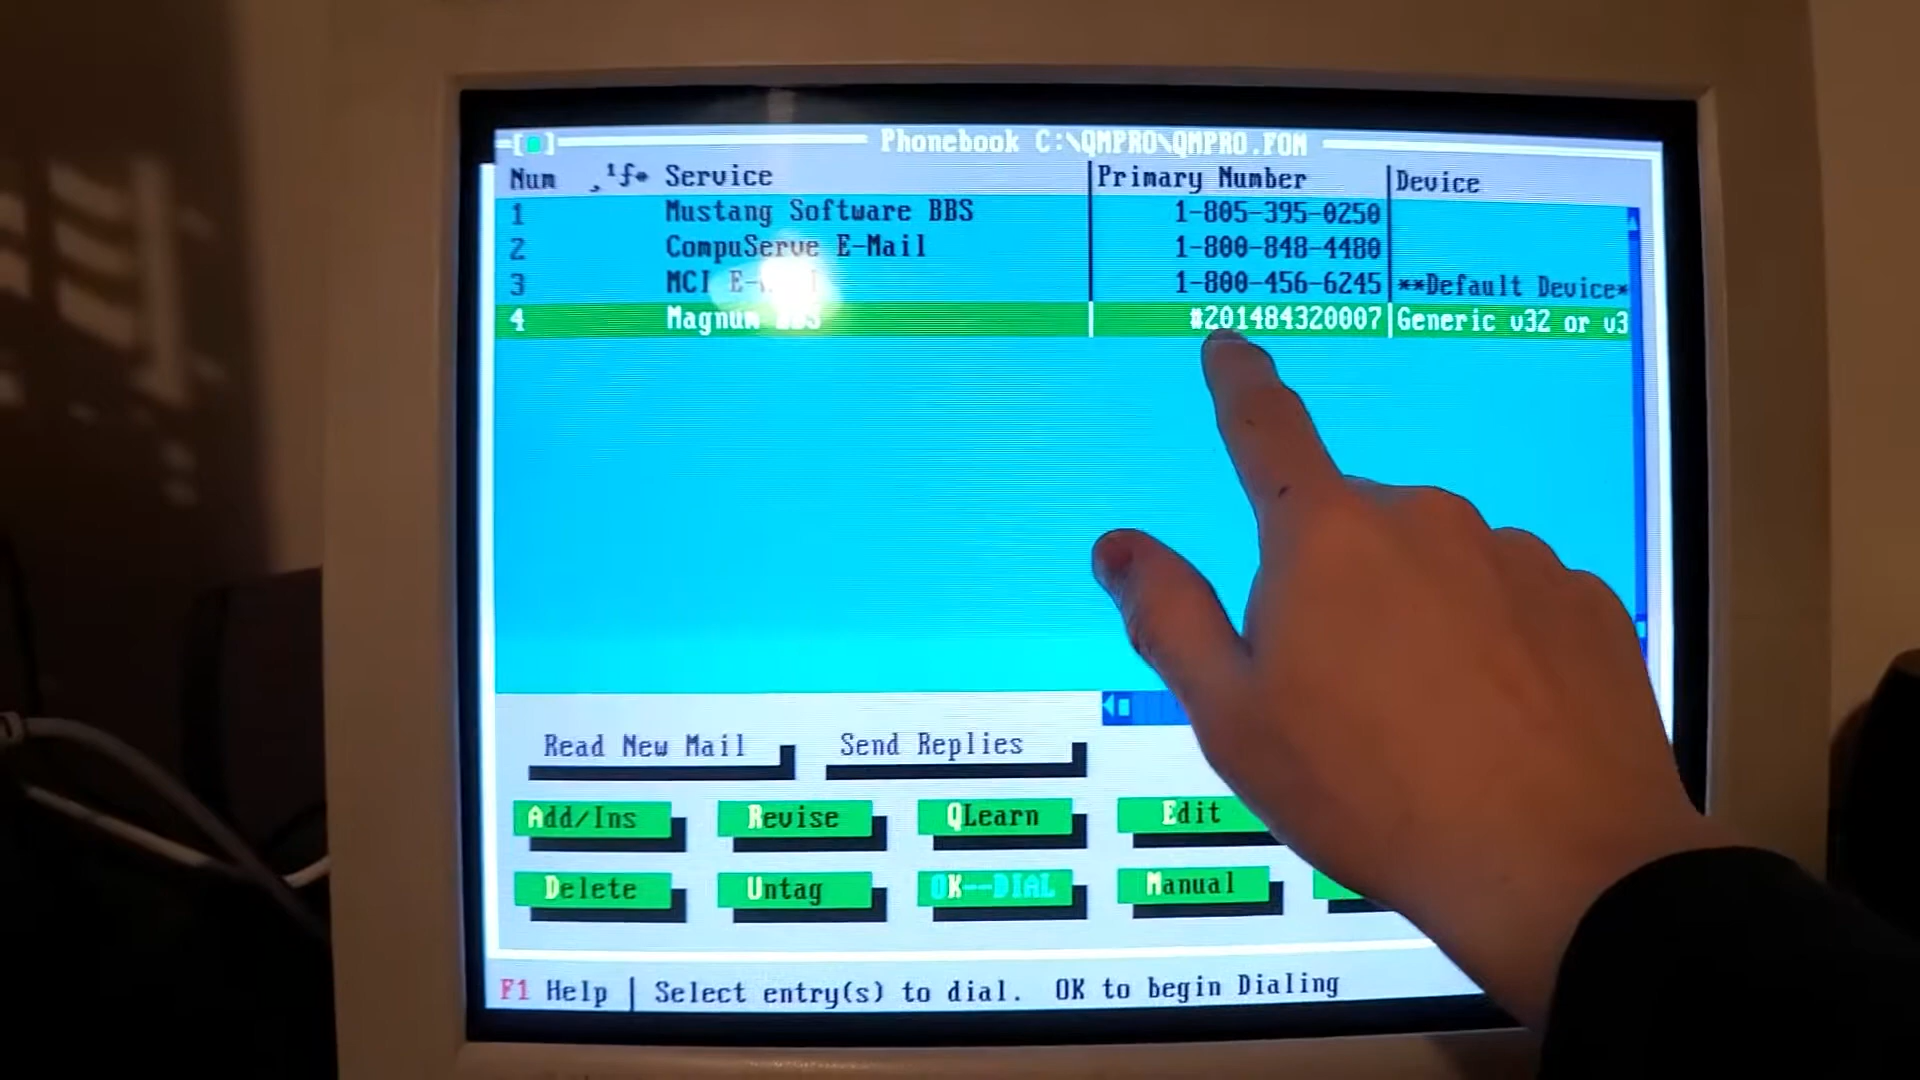 Phonebook C:\QMPRO\QMPRO.FON
Num Service Primary Number Device
1 Mustang Software BBS 1-805-395-0250
2 CompuServe E-Mail 1-800-848-4480
3 MCI 1-800-456-6245 **Default Device*
4 Magnum #201484320007 Generic v32 or v3
Read New Mail Send Replies
Add/Ins Revise QLearn Edit
Delete Untag OK--DIAL Manual
F1 Help | Select entry(s) to dial. OK to begin Dialing